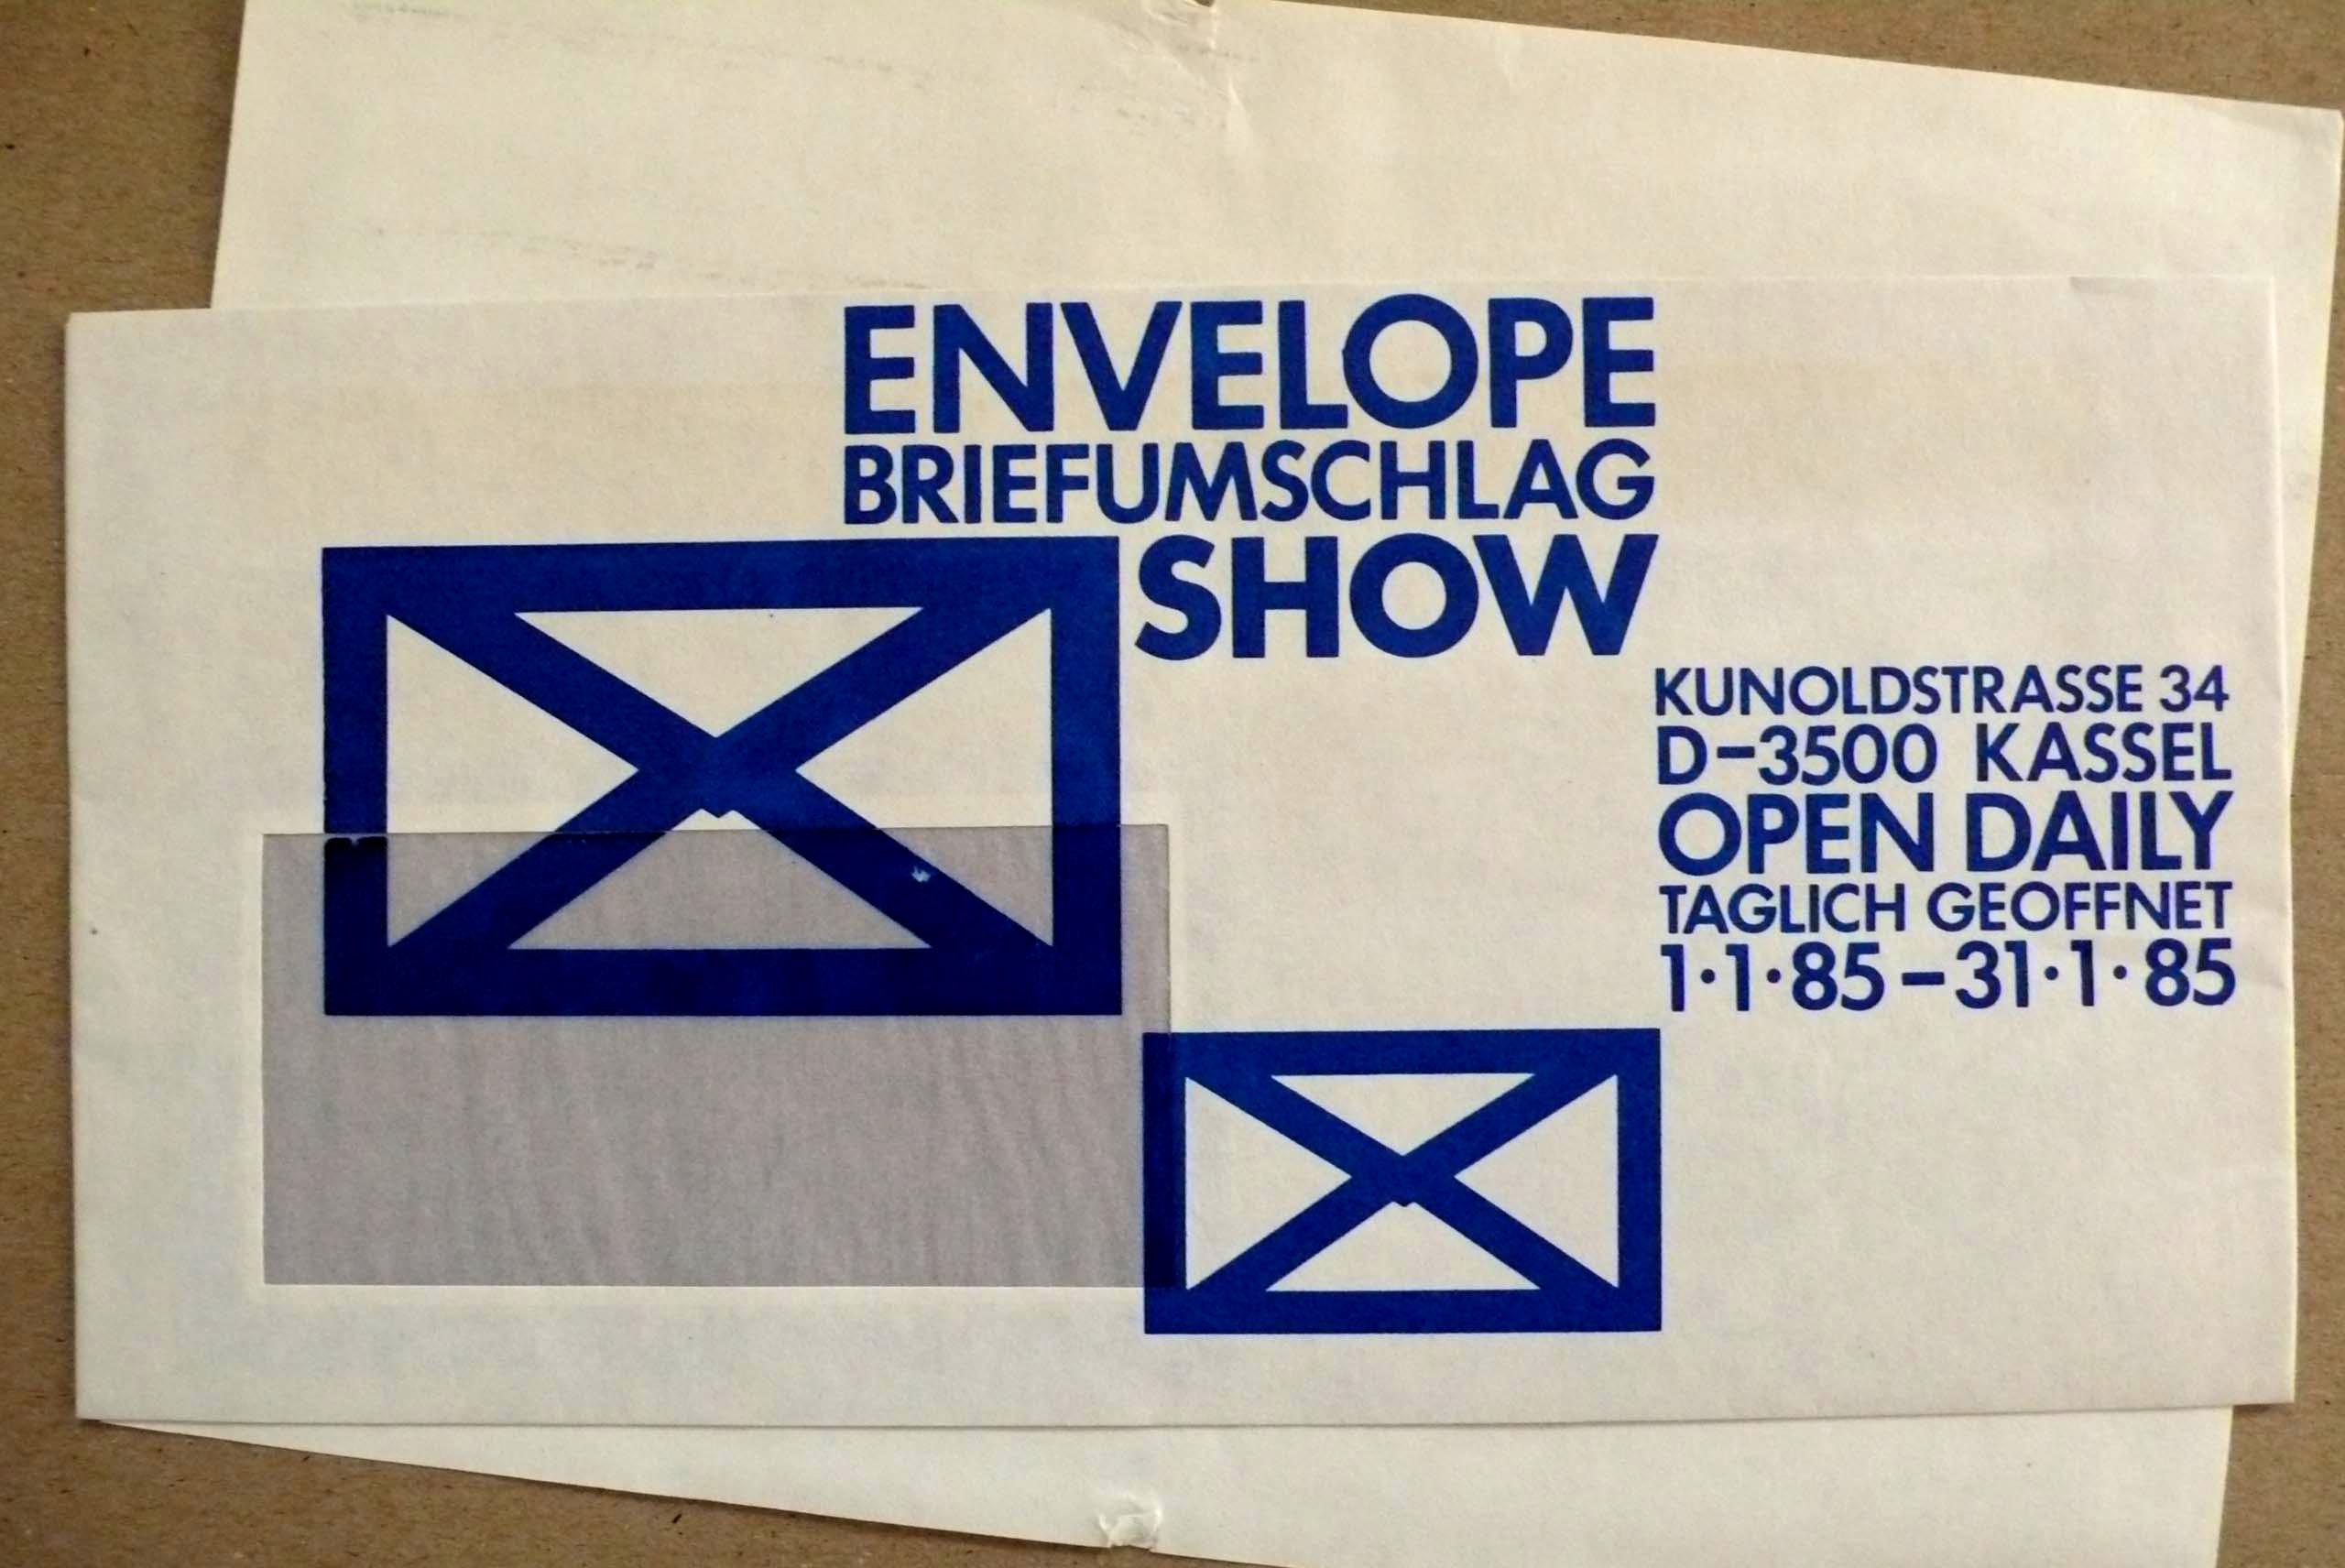 ENVELOPE
BRIEFUMSCHLAG
SHOW
KUNOLDSTRASSE 34
D-3500 KASSEL
OPEN DAILY
TAGLICH GEOFFNET
1·1·85-31·1·85